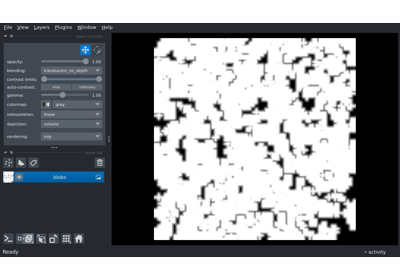 File View Layers Plugins Window Help
opacity: 1.00
blending: translucent_no_depth
contrast limits:
auto-contrast: once continuous
gamma: 1.00
colormap: gray
interpolation: linear
depiction: volume
rendering: mip
blobs
Ready
activity